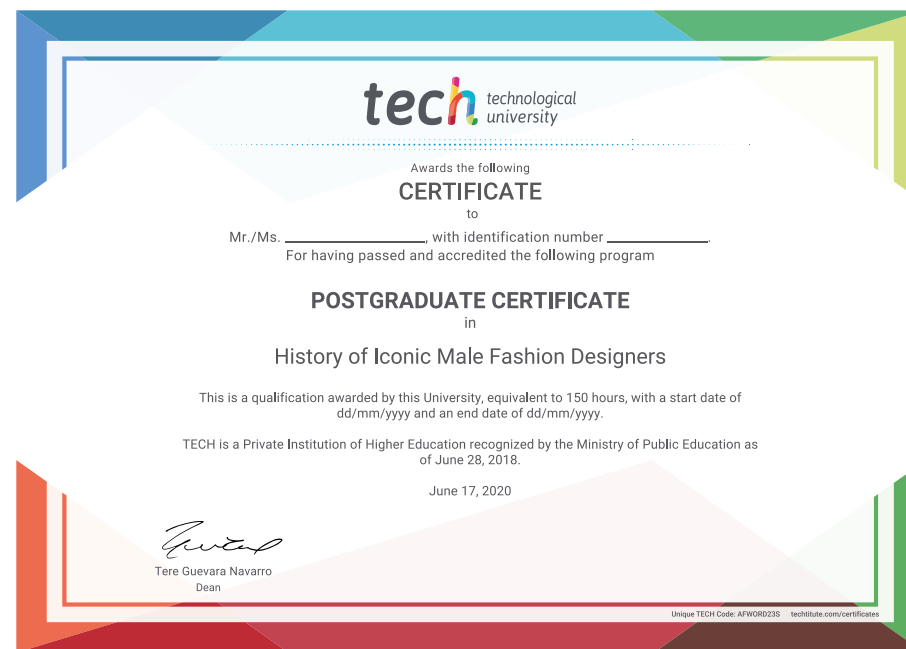 tech technological
university
Awards the following
CERTIFICATE
to
Mr./Ms. ____________________, with identification number ______________.
For having passed and accredited the following program
POSTGRADUATE CERTIFICATE
in
History of Iconic Male Fashion Designers
This is a qualification awarded by this University, equivalent to 150 hours, with a start date of
dd/mm/yyyy and an end date of dd/mm/yyyy.
TECH is a Private Institution of Higher Education recognized by the Ministry of Public Education as
of June 28, 2018.
June 17, 2020
Tere Guevara Navarro
Dean
Unique TECH Code: AFWORD23S techtitute.com/certificates